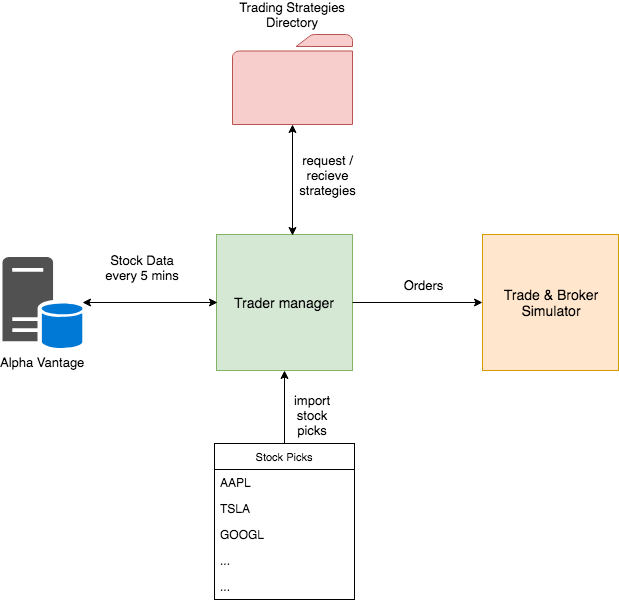 Trading Strategies
Directory
request /
recieve
strategies
Stock Data
every 5 mins
Trader manager
Orders
Trade & Broker
Simulator
Alpha Vantage
import
stock
picks
Stock Picks
AAPL
TSLA
GOOGL
...
...